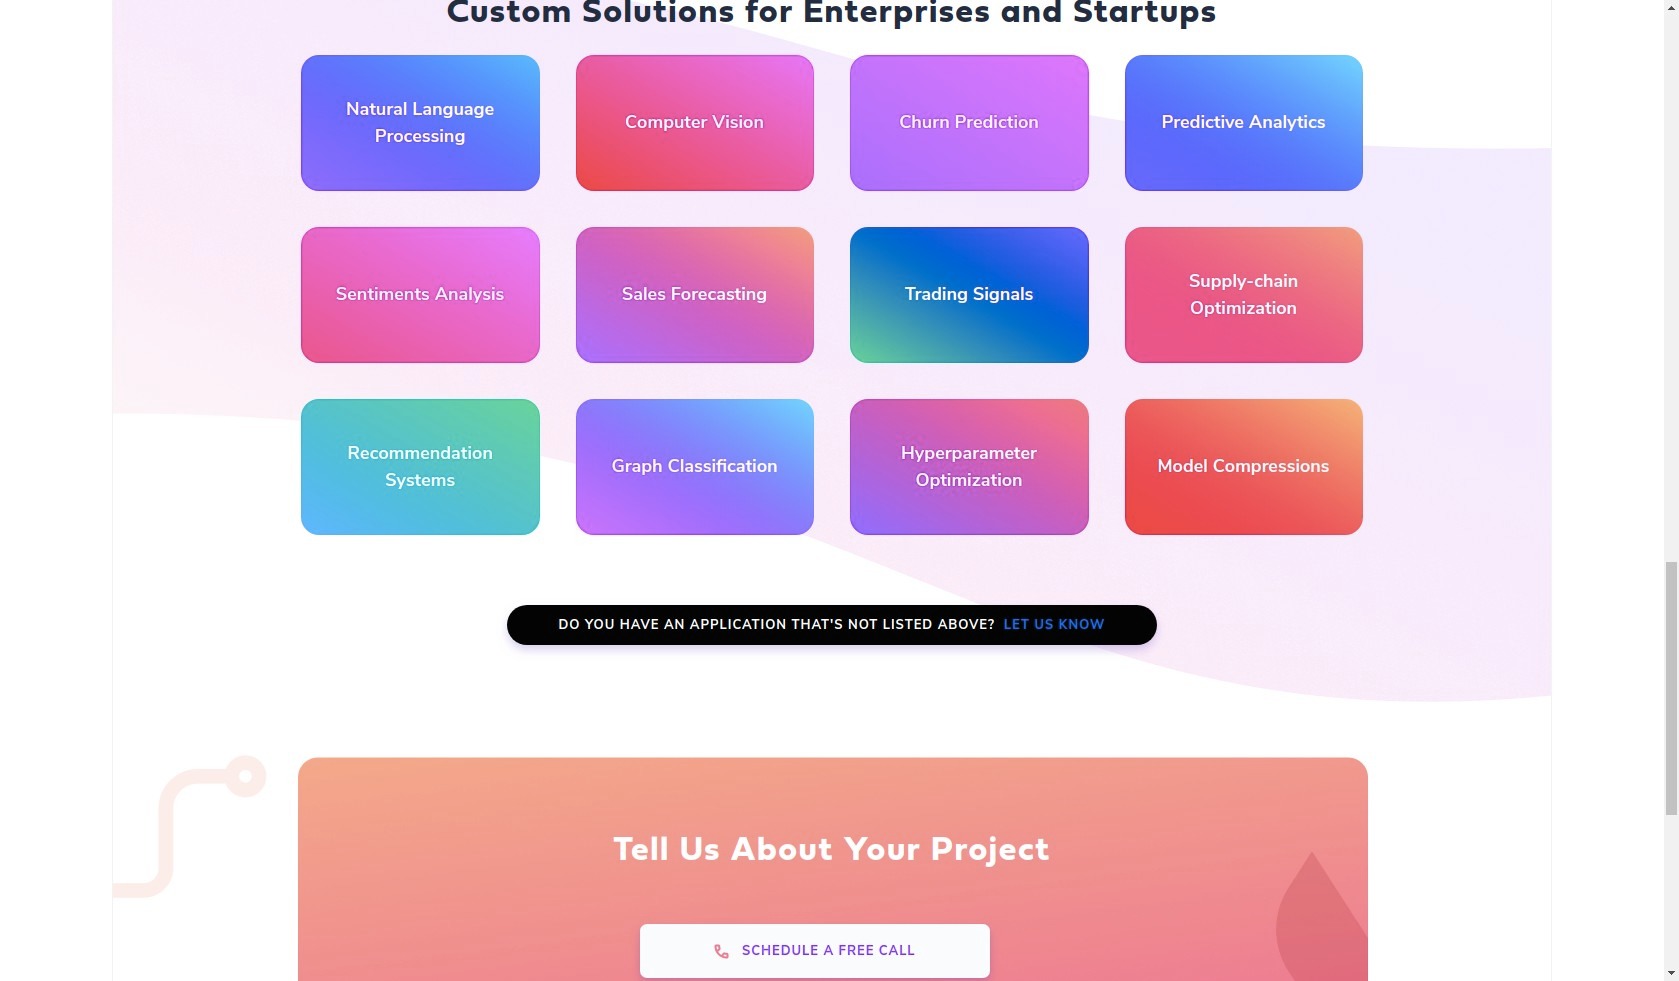 Custom Solutions for Enterprises and Startups
Natural Language
Processing
Computer Vision
Churn Prediction
Predictive Analytics
Sentiments Analysis
Sales Forecasting
Trading Signals
Supply-chain
Optimization
Recommendation
Systems
Graph Classification
Hyperparameter
Optimization
Model Compressions
DO YOU HAVE AN APPLICATION THAT'S NOT LISTED ABOVE? LET US KNOW
Tell Us About Your Project
SCHEDULE A FREE CALL